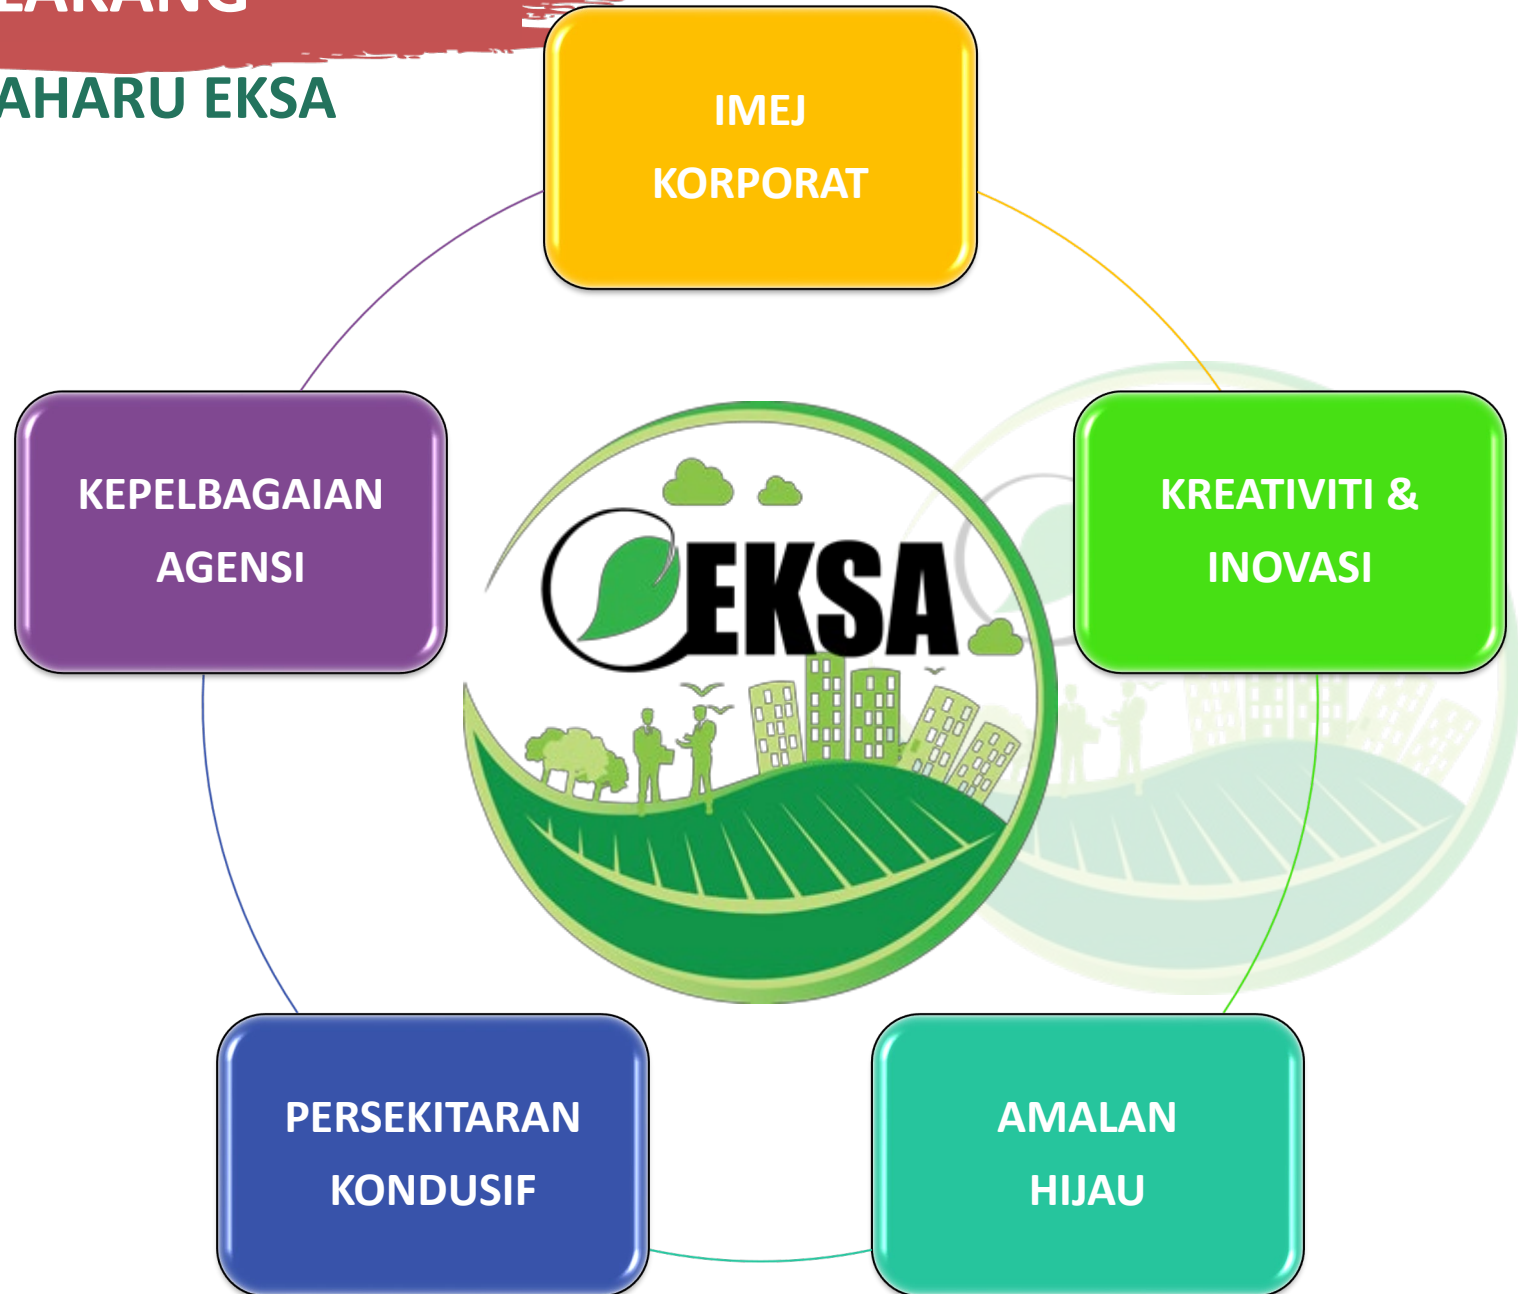 AHARU EKSA
IMEJ
KORPORAT
KEPELBAGAIAN
AGENSI
KREATIVITI &
INOVASI
EKSA
PERSEKITARAN
KONDUSIF
AMALAN
HIJAU